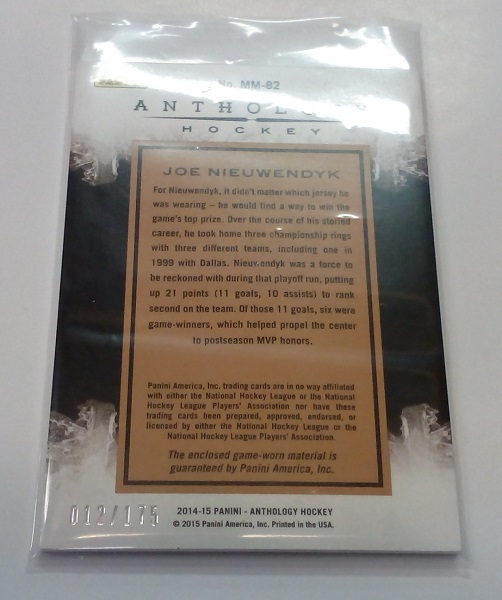 No. MM-82
ANTHOLOGY
HOCKEY
JOE NIEUWENDYK
For Nieuwendyk, it didn't matter which jersey he
was wearing – he would find a way to win the
game's top prize. Over the course of his storied
career, he took home three championship rings
with three different teams, including one in
1999 with Dallas. Nieuwendyk was a force to
be reckoned with during that playoff run, putting
up 21 points (11 goals, 10 assists) to rank
second on the team. Of those 11 goals, six were
game-winners, which helped propel the center
to postseason MVP honors.
Panini America, Inc. trading cards are in no way affiliated
with either the National Hockey League or the National
Hockey League Players' Association nor have these
trading cards been prepared, approved, endorsed, or
licensed by either the National Hockey League or the
National Hockey League Players' Association.
The enclosed game-worn material is
guaranteed by Panini America, Inc.
012/175
2014-15 PANINI - ANTHOLOGY HOCKEY
© 2015 Panini America, Inc. Printed in the USA.